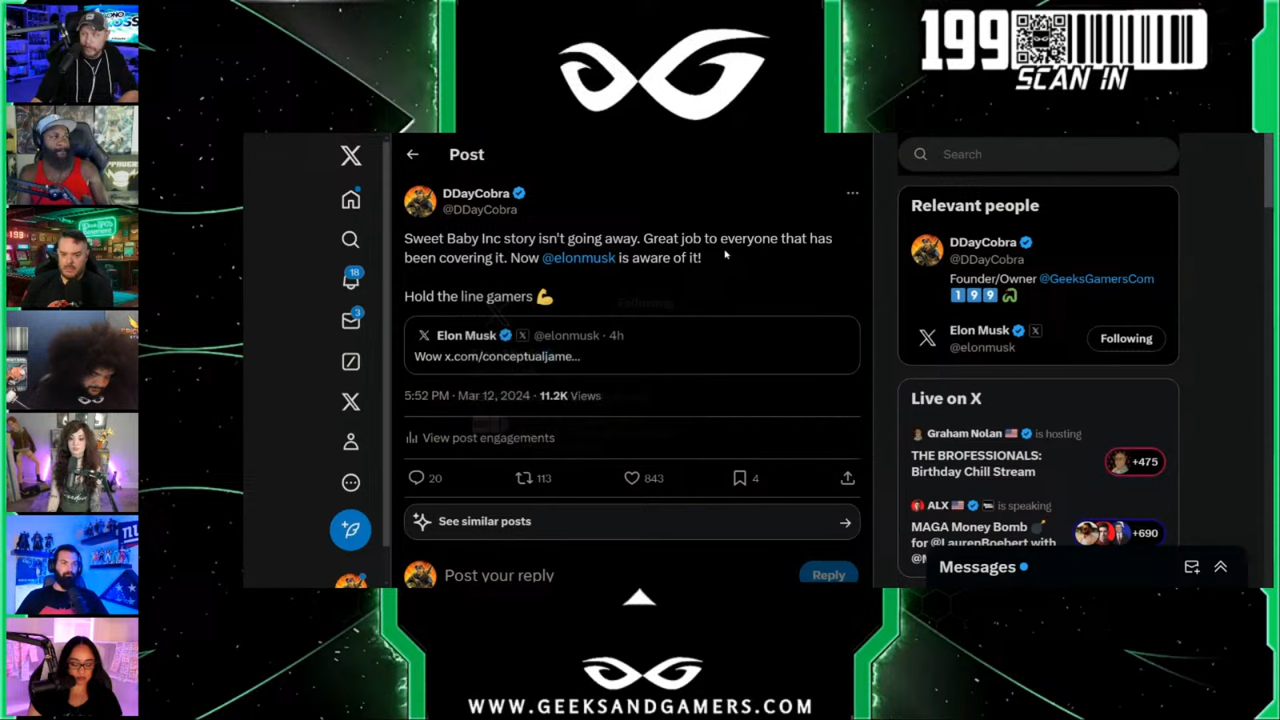 199
SCAN IN
Post
Search
DDayCobra
@DDayCobra
Sweet Baby Inc story isn't going away. Great job to everyone that has
been covering it. Now @elonmusk is aware of it!
Hold the line gamers
Elon Musk @elonmusk · 4h
Wow x.com/conceptualjame...
5:52 PM · Mar 12, 2024 · 11.2K Views
View post engagements
20 113 843 4
See similar posts
Post your reply
Reply
18
3
Relevant people
DDayCobra
@DDayCobra
Founder/Owner @GeeksGamersCom
199
Elon Musk
@elonmusk
Following
Live on X
Graham Nolan is hosting
THE BROFESSIONALS:
Birthday Chill Stream
+475
ALX is speaking
MAGA Money Bomb
for @LaurenBoebert with
+690
Messages
WWW.GEEKSANDGAMERS.COM